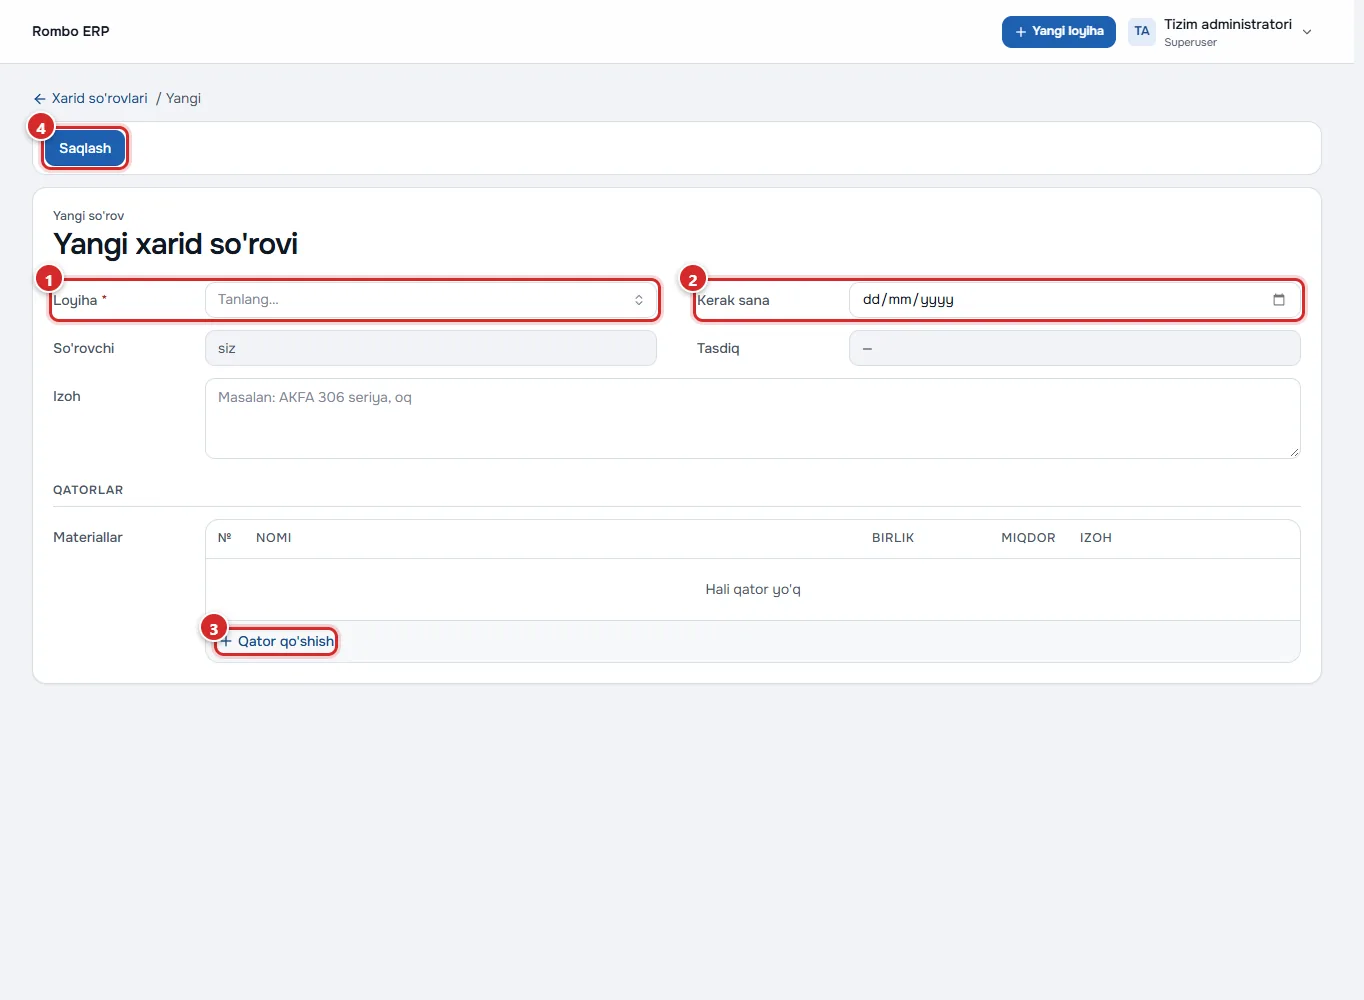 Rombo ERP
+ Yangi loyiha
TA
Tizim administratori
Superuser
← Xarid so'rovlari / Yangi
4
Saqlash
Yangi so'rov
Yangi xarid so'rovi
1
Loyiha *
Tanlang...
2
Kerak sana
dd/mm/yyyy
So'rovchi
siz
Tasdiq
–
Izoh
Masalan: AKFA 306 seriya, oq
QATORLAR
Materiallar
№ NOMI BIRLIK MIQDOR IZOH
Hali qator yo'q
3
+ Qator qo'shish